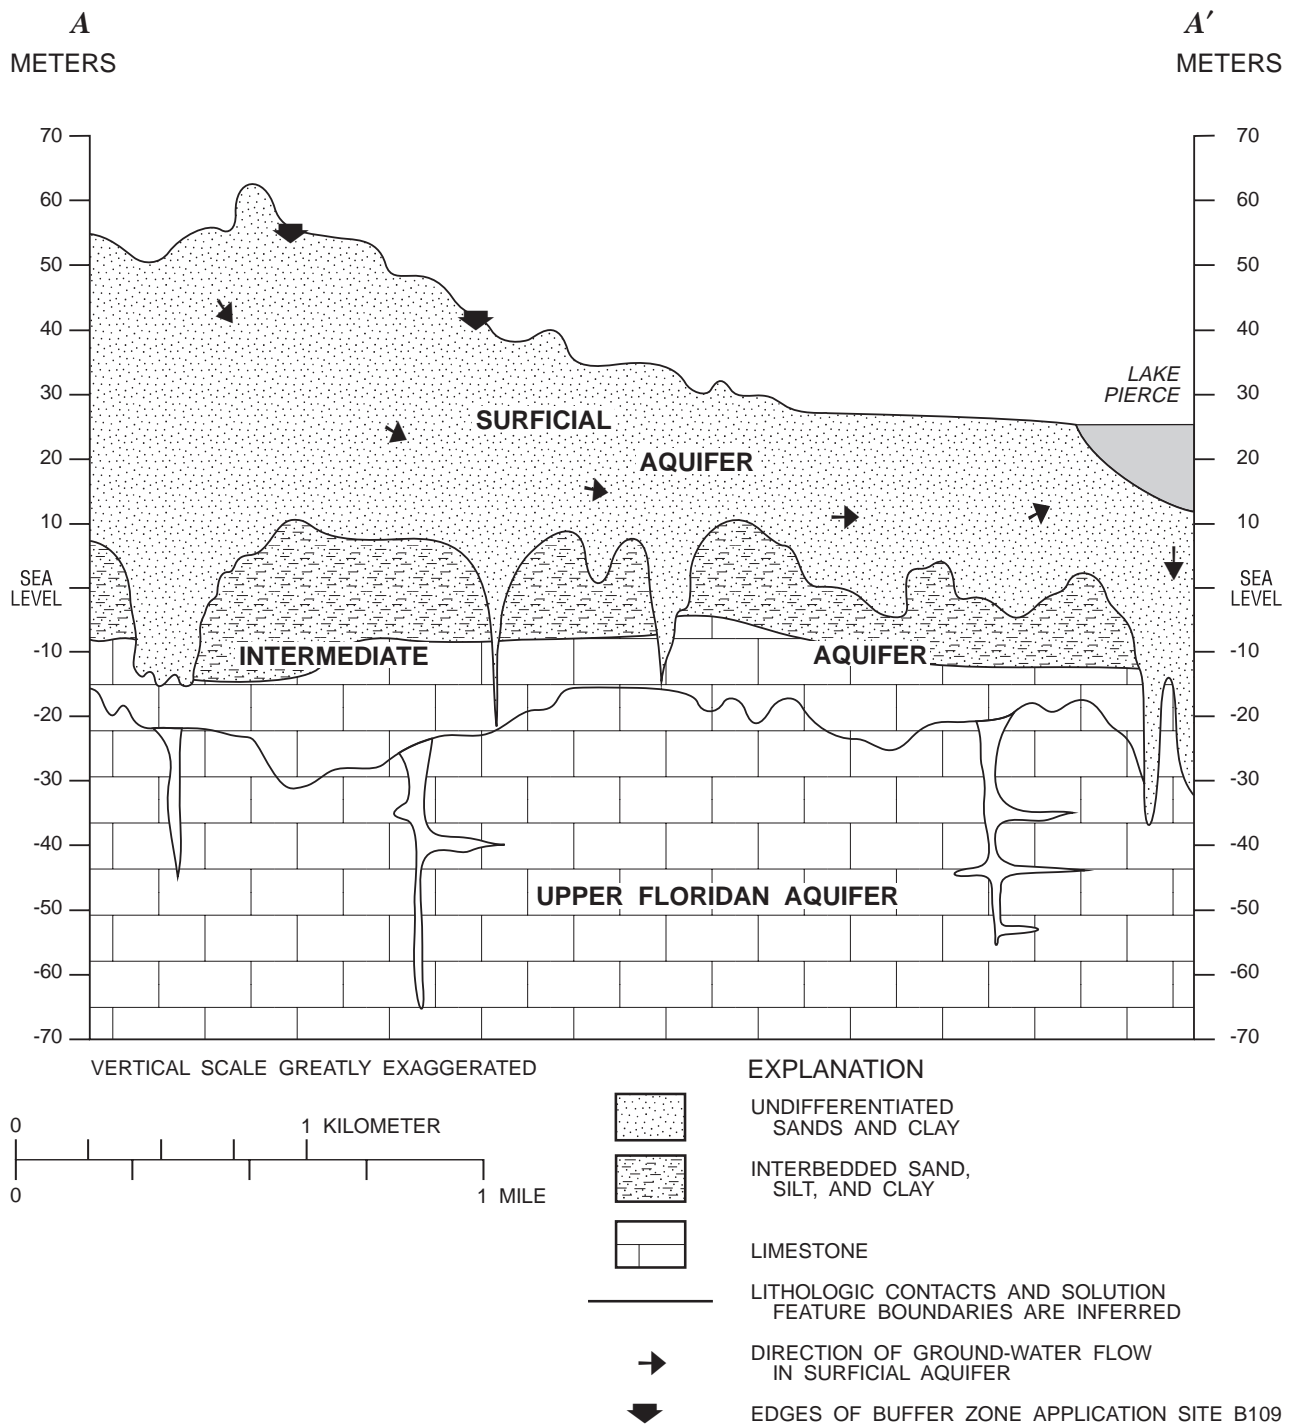 A A′
METERS METERS
70 70
60 60
50 50
40 40
LAKE
PIERCE
30 30
SURFICIAL
AQUIFER
20 20
10 10
SEA
LEVEL
SEA
LEVEL
-10 INTERMEDIATE AQUIFER -10
-20 -20
-30 -30
-40 -40
UPPER FLORIDAN AQUIFER
-50 -50
-60 -60
-70 -70
VERTICAL SCALE GREATLY EXAGGERATED
0 1 KILOMETER
0 1 MILE
EXPLANATION
UNDIFFERENTIATED
SANDS AND CLAY
INTERBEDDED SAND,
SILT, AND CLAY
LIMESTONE
LITHOLOGIC CONTACTS AND SOLUTION
FEATURE BOUNDARIES ARE INFERRED
DIRECTION OF GROUND-WATER FLOW
IN SURFICIAL AQUIFER
EDGES OF BUFFER ZONE APPLICATION SITE B109